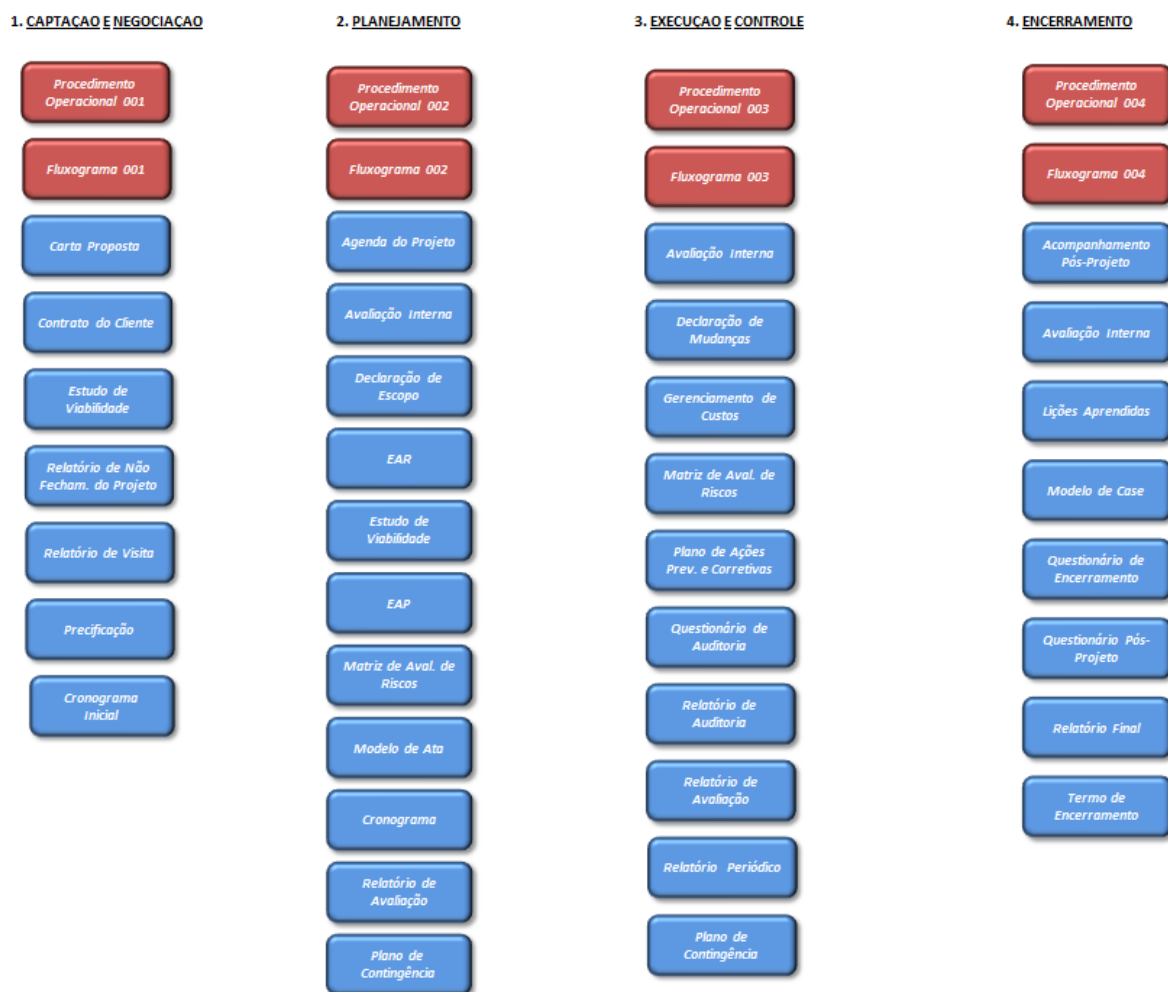 1. CAPTAÇAO E NEGOCIAÇAO
Procedimento
Operacional 001
Fluxograma 001
Carta Proposta
Contrato do Cliente
Estudo de
Viabilidade
Relatório de Não
Fecham. do Projeto
Relatório de Visita
Precificação
Cronograma
Inicial
2. PLANEJAMENTO
Procedimento
Operacional 002
Fluxograma 002
Agenda do Projeto
Avaliação Interna
Declaração de
Escopo
EAR
Estudo de
Viabilidade
EAP
Matriz de Aval. de
Riscos
Modelo de Ata
Cronograma
Relatório de
Avaliação
Plano de
Contingência
3. EXECUÇAO E CONTROLE
Procedimento
Operacional 003
Fluxograma 003
Avaliação Interna
Declaração de
Mudanças
Gerenciamento de
Custos
Matriz de Aval. de
Riscos
Plano de Ações
Prev. e Corretivas
Questionário de
Auditoria
Relatório de
Auditoria
Relatório de
Avaliação
Relatório Periódico
Plano de
Contingência
4. ENCERRAMENTO
Procedimento
Operacional 004
Fluxograma 004
Acompanhamento
Pós-Projeto
Avaliação Interna
Lições Aprendidas
Modelo de Case
Questionário de
Encerramento
Questionário Pós-
Projeto
Relatório Final
Termo de
Encerramento